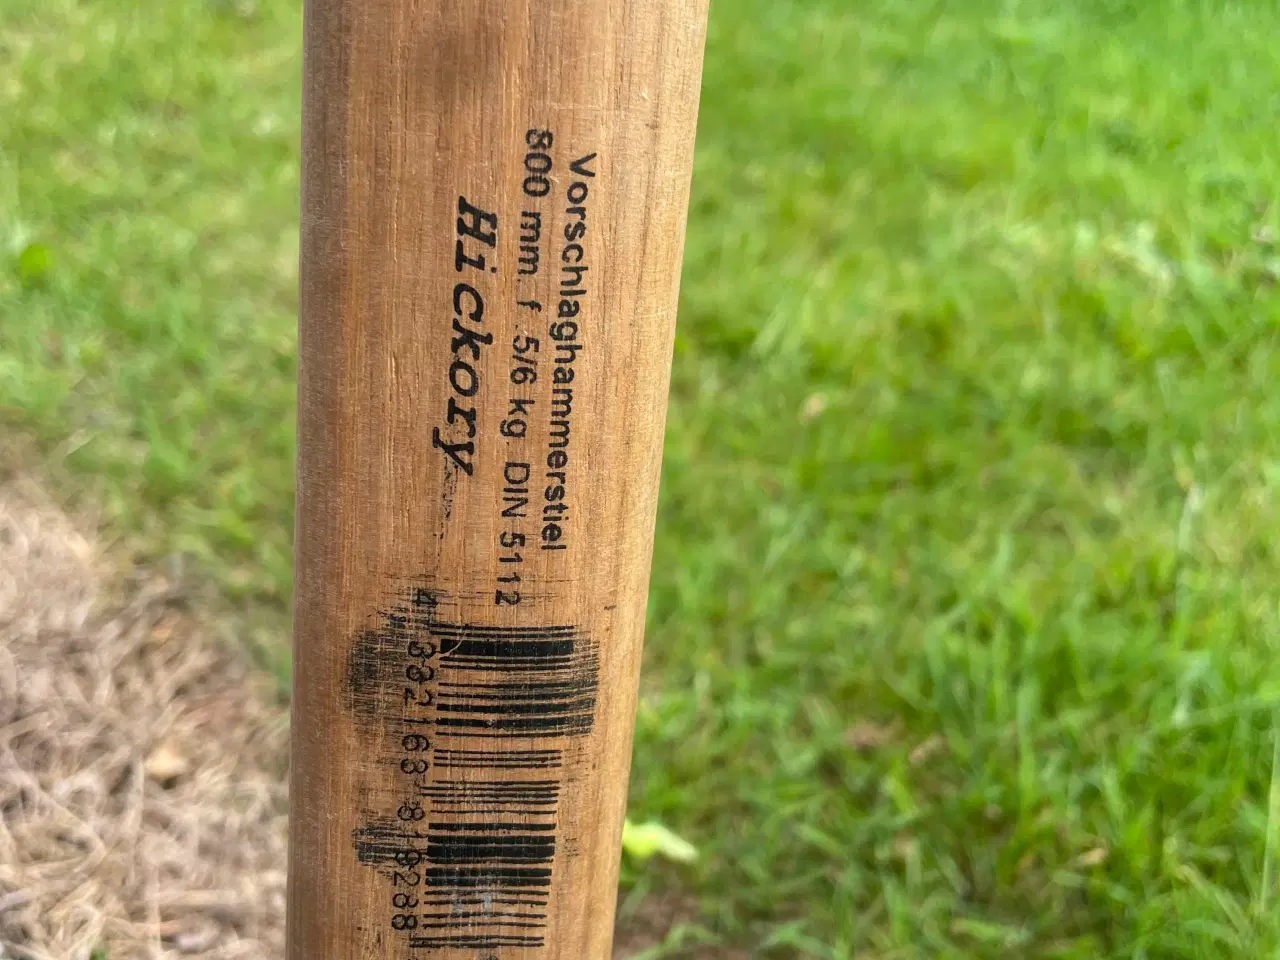 Vorschlaghammerstiel
800 mm f. 5/6 kg DIN 5112
Hickory